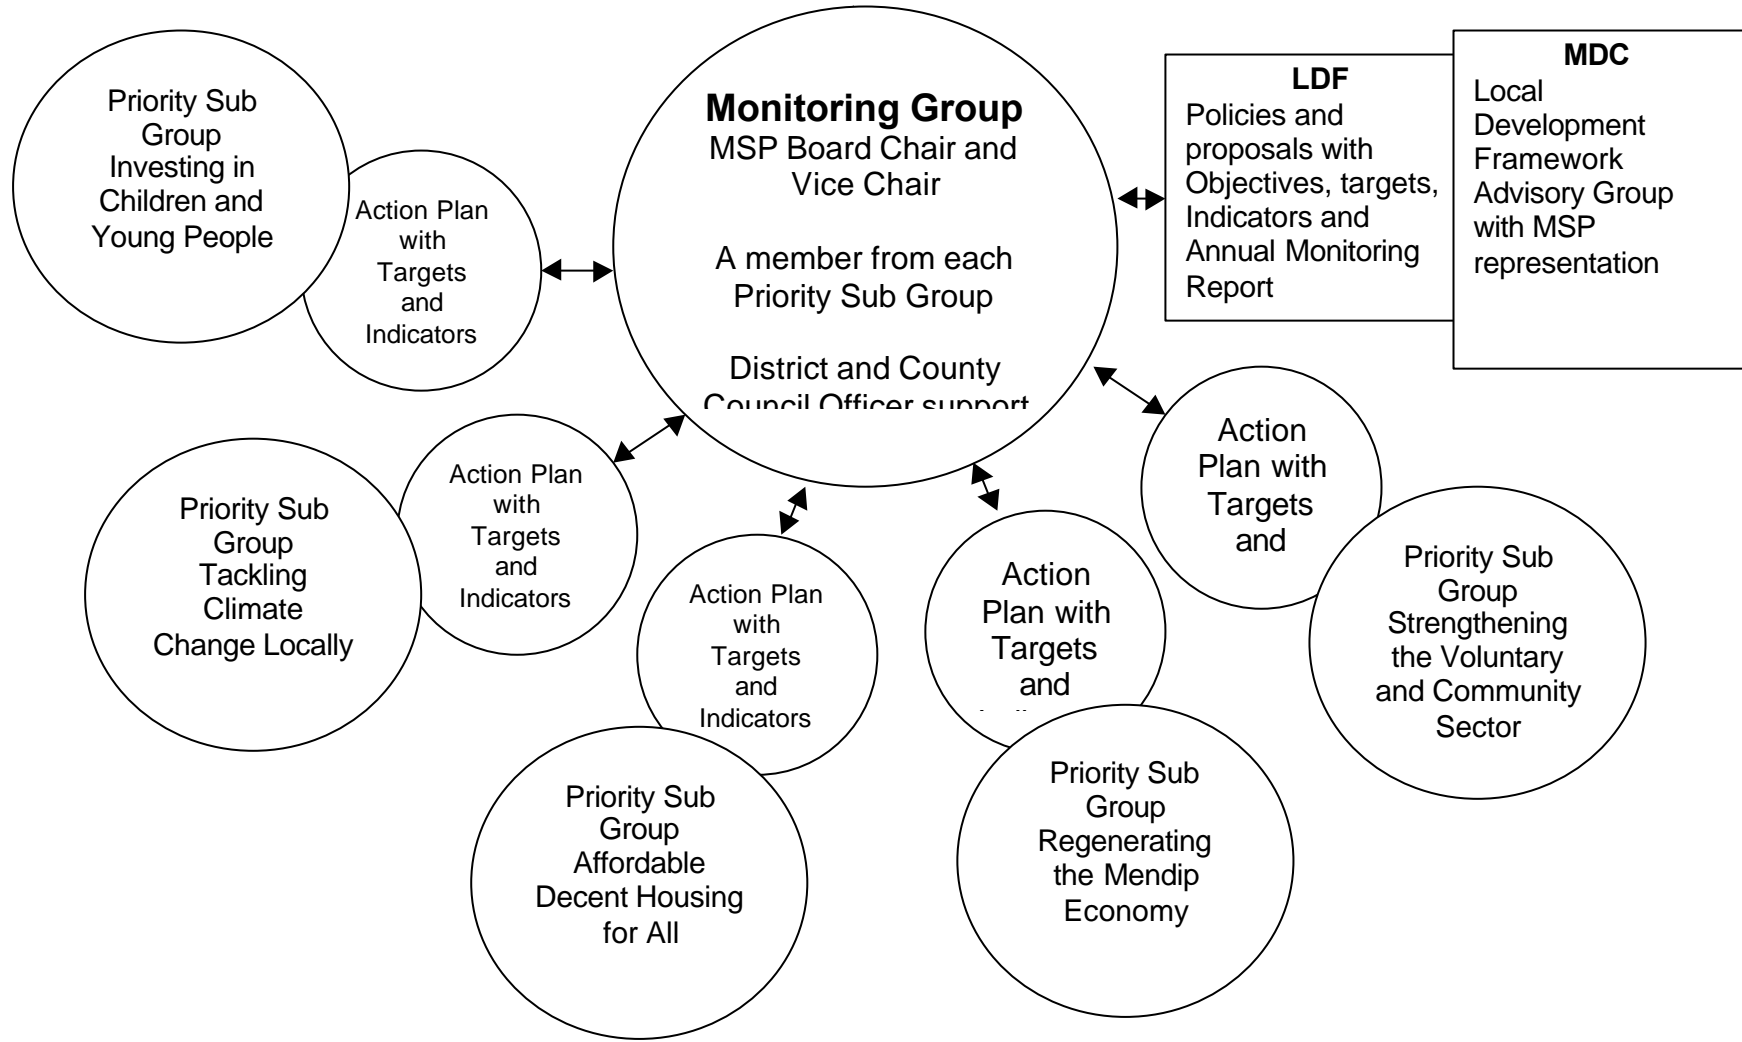 Priority Sub
Group
Investing in
Children and
Young People
Action Plan
with
Targets
and
Indicators
Monitoring Group
MSP Board Chair and
Vice Chair
A member from each
Priority Sub Group
District and County
Council Officer support
LDF
Policies and
proposals with
Objectives, targets,
Indicators and
Annual Monitoring
Report
MDC
Local
Development
Framework
Advisory Group
with MSP
representation
Priority Sub
Group
Tackling
Climate
Change Locally
Action Plan
with
Targets
and
Indicators
Action Plan
with
Targets
and
Indicators
Priority Sub
Group
Affordable
Decent Housing
for All
Action
Plan with
Targets
and
Priority Sub
Group
Regenerating
the Mendip
Economy
Action
Plan with
Targets
and
Priority Sub
Group
Strengthening
the Voluntary
and Community
Sector